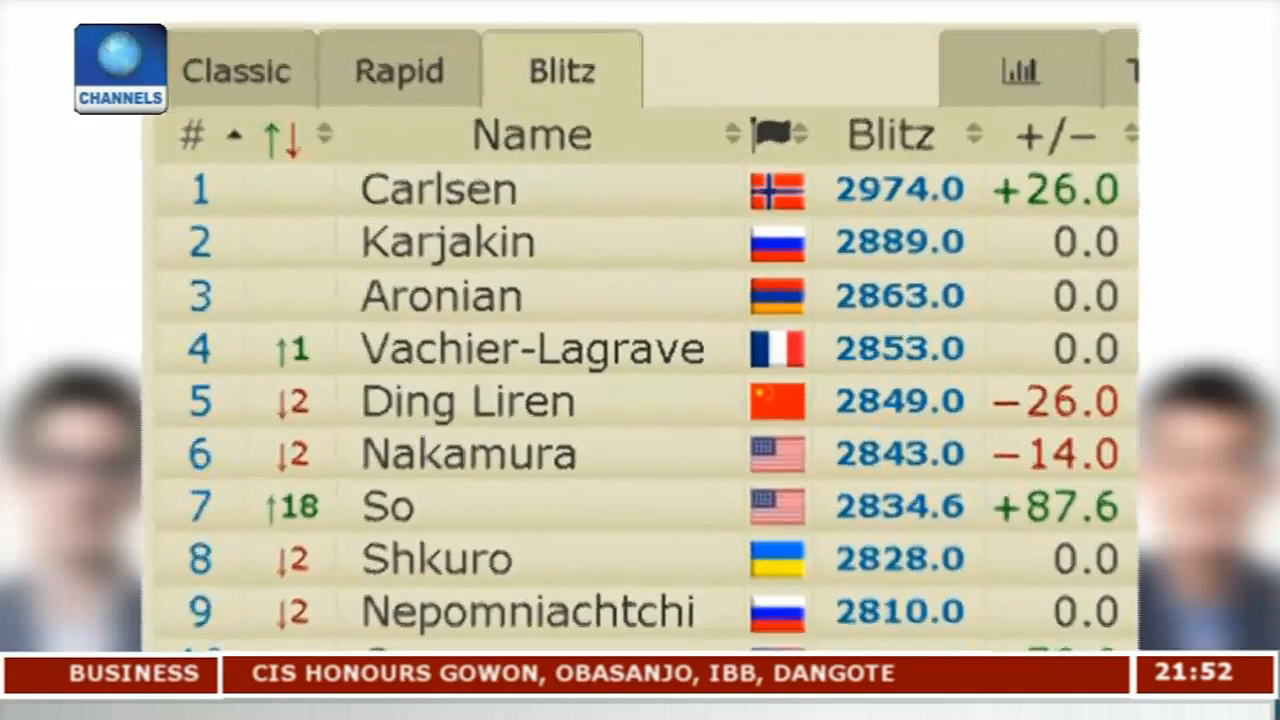 CHANNELS
Classic Rapid Blitz
# Name Blitz +/−
1 Carlsen 2974.0 +26.0
2 Karjakin 2889.0 0.0
3 Aronian 2863.0 0.0
4 ↑1 Vachier-Lagrave 2853.0 0.0
5 ↓2 Ding Liren 2849.0 −26.0
6 ↓2 Nakamura 2843.0 −14.0
7 ↑18 So 2834.6 +87.6
8 ↓2 Shkuro 2828.0 0.0
9 ↓2 Nepomniachtchi 2810.0 0.0
BUSINESS CIS HONOURS GOWON, OBASANJO, IBB, DANGOTE 21:52